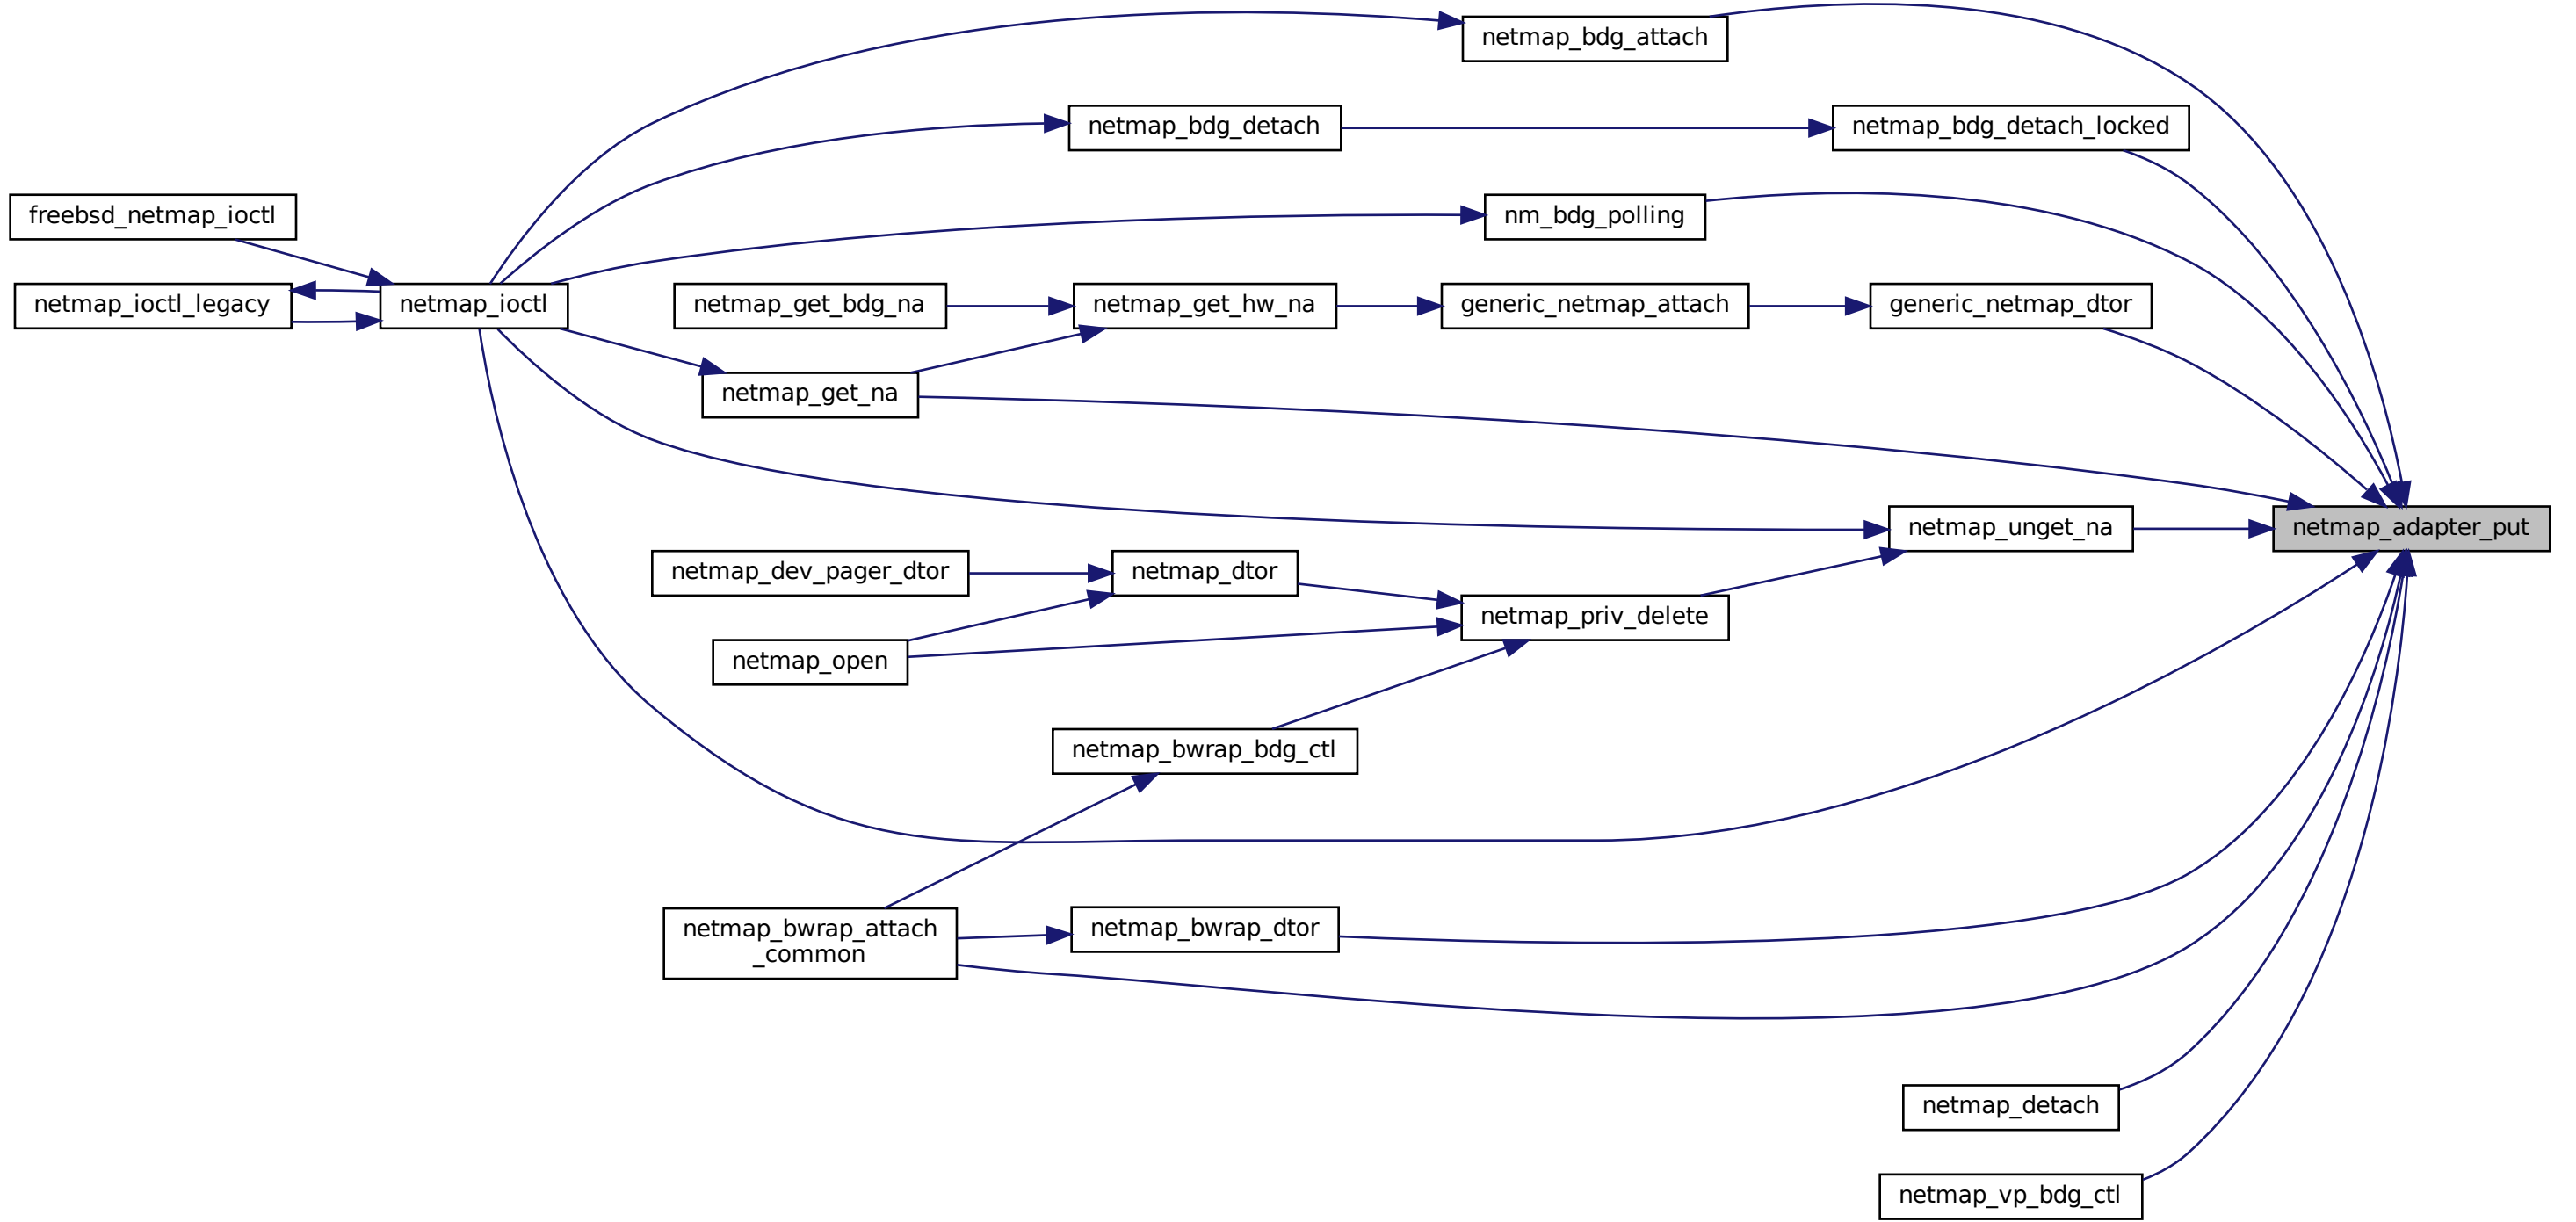 netmap_bdg_attach
netmap_bdg_detach
netmap_bdg_detach_locked
freebsd_netmap_ioctl
nm_bdg_polling
netmap_ioctl_legacy
netmap_ioctl
netmap_get_bdg_na
netmap_get_hw_na
generic_netmap_attach
generic_netmap_dtor
netmap_get_na
netmap_unget_na
netmap_adapter_put
netmap_dev_pager_dtor
netmap_dtor
netmap_priv_delete
netmap_open
netmap_bwrap_bdg_ctl
netmap_bwrap_attach
_common
netmap_bwrap_dtor
netmap_detach
netmap_vp_bdg_ctl